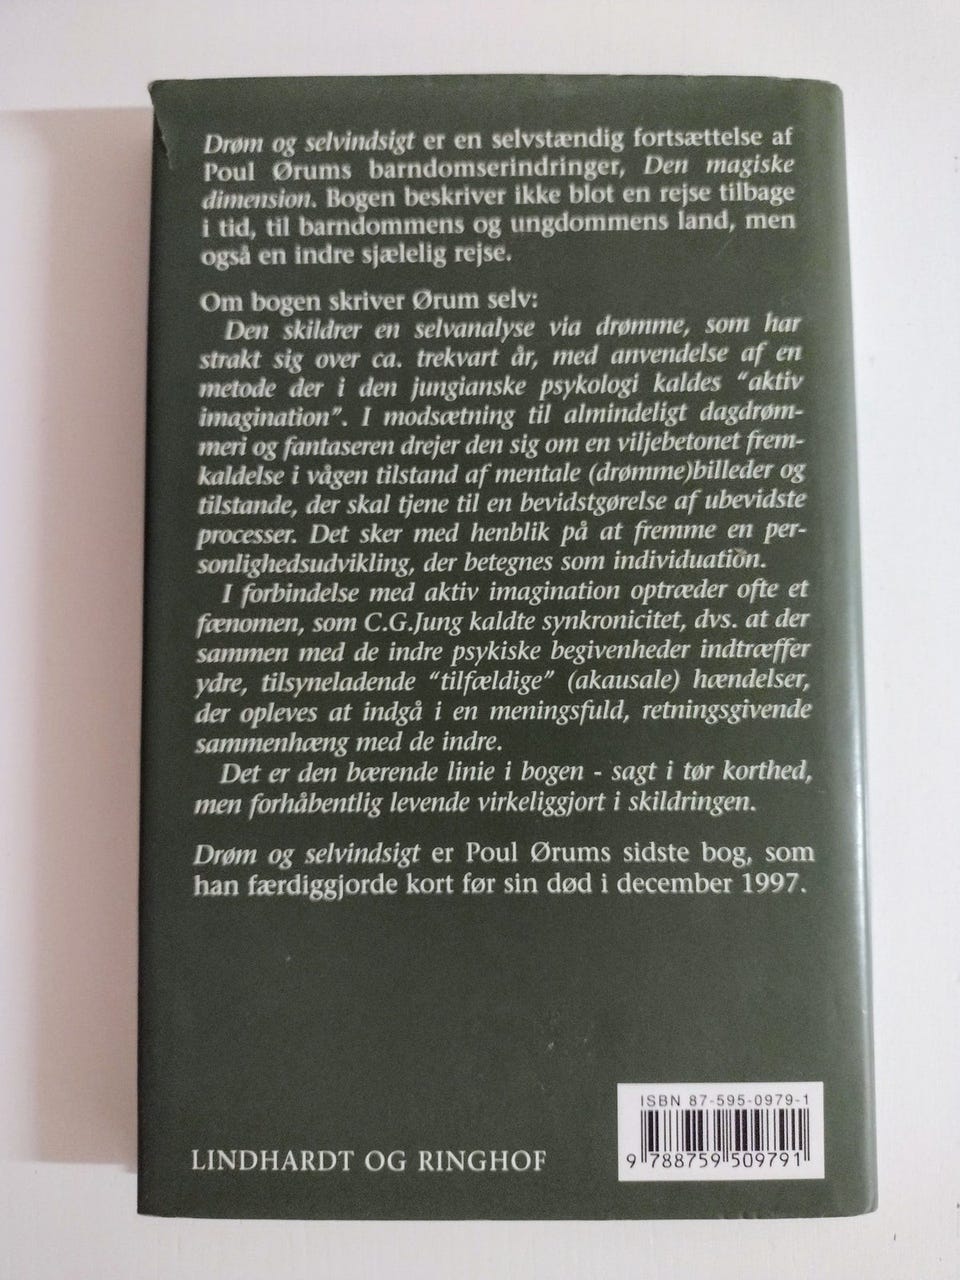 Drøm og selvindsigt er en selvstændig fortsættelse af
Poul Ørums barndomserindringer, Den magiske
dimension. Bogen beskriver ikke blot en rejse tilbage
i tid, til barndommens og ungdommens land, men
også en indre sjælelig rejse.
Om bogen skriver Ørum selv:
Den skildrer en selvanalyse via drømme, som har
strakt sig over ca. trekvart år, med anvendelse af en
metode der i den jungianske psykologi kaldes "aktiv
imagination". I modsætning til almindeligt dagdrøm-
meri og fantaseren drejer den sig om en viljebetonet frem-
kaldelse i vågen tilstand af mentale (drømme)billeder og
tilstande, der skal tjene til en bevidstgørelse af ubevidste
processer. Det sker med henblik på at fremme en per-
sonlighedsudvikling, der betegnes som individuation.
I forbindelse med aktiv imagination optræder ofte et
fænomen, som C.G.Jung kaldte synkronicitet, dvs. at der
sammen med de indre psykiske begivenheder indtræffer
ydre, tilsyneladende "tilfældige" (akausale) hændelser,
der opleves at indgå i en meningsfuld, retningsgivende
sammenhæng med de indre.
Det er den bærende linie i bogen - sagt i tør korthed,
men forhåbentlig levende virkeliggjort i skildringen.
Drøm og selvindsigt er Poul Ørums sidste bog, som
han færdiggjorde kort før sin død i december 1997.
ISBN 87-595-0979-1
9 788759 509791
LINDHARDT OG RINGHOF